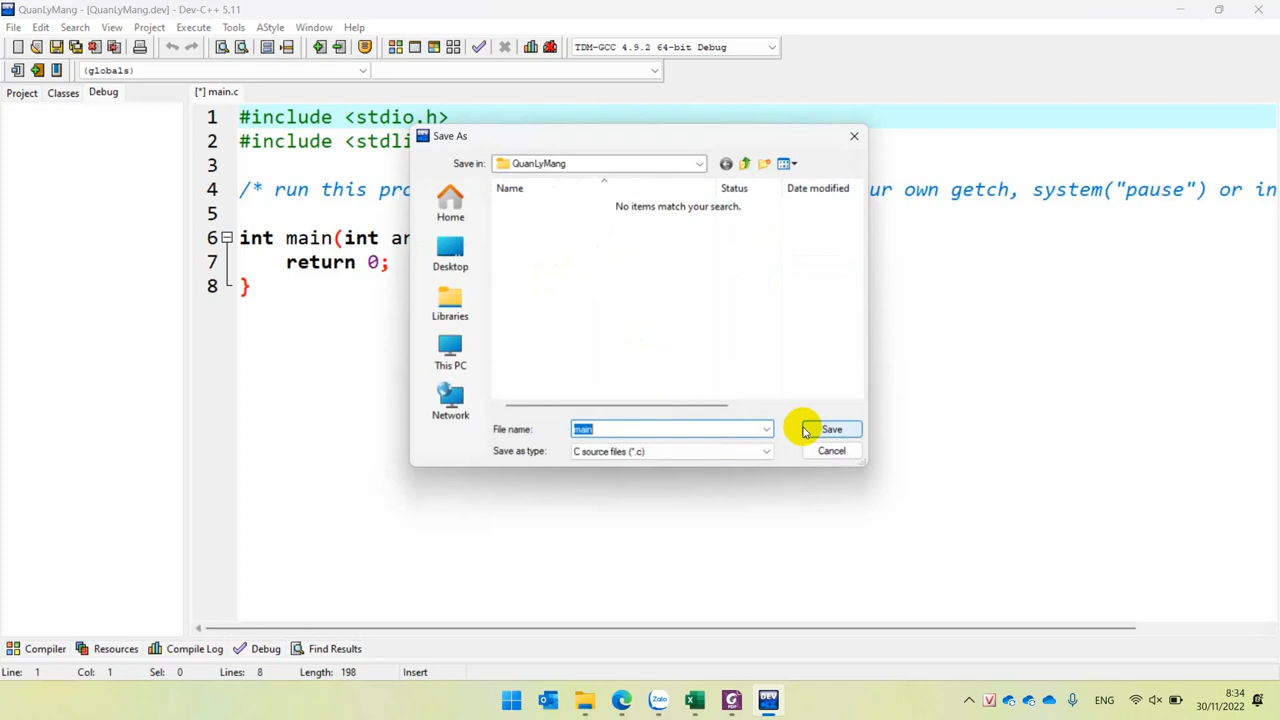 QuanLyMang - [QuanLyMang.dev] - Dev-C++ 5.11
File Edit Search View Project Execute Tools AStyle Window Help
TDM-GCC 4.9.2 64-bit Debug
(globals)
Project Classes Debug [*] main.c
1 #include <stdio.h>
2 #include <stdli
3
4 /* run this pro ur own getch, system("pause") or in
5
6 int main(int ar
7 return 0;
8 }
Save As
Save in: QuanLyMang
Name Status Date modified
No items match your search.
Home
Desktop
Libraries
This PC
Network
File name: main Save
Save as type: C source files (*.c) Cancel
Compiler Resources Compile Log Debug Find Results
Line: 1 Col: 1 Sel: 0 Lines: 8 Length: 198 Insert
Zalo PDF DEV ENG 8:34
30/11/2022